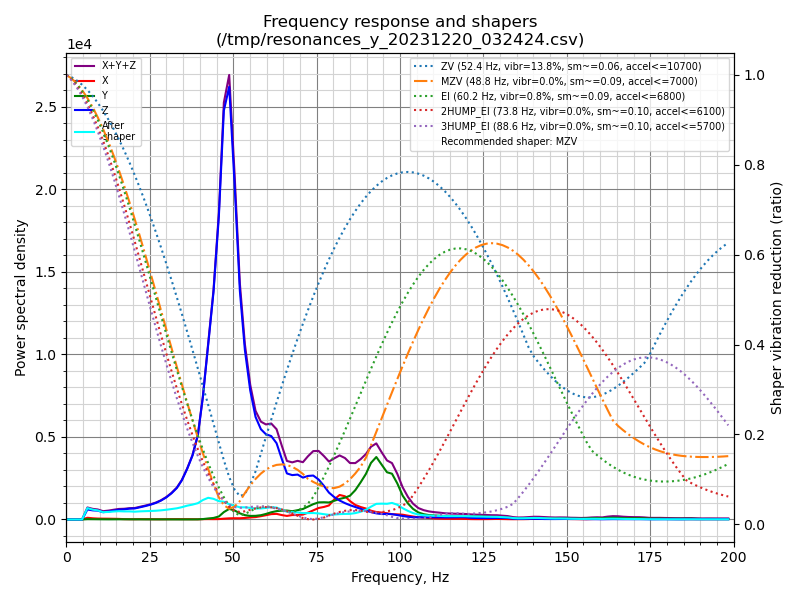 Frequency response and shapers
(/tmp/resonances_y_20231220_032424.csv)
1e4
X+Y+Z
X
Y
Z
After
shaper
ZV (52.4 Hz, vibr=13.8%, sm~=0.06, accel<=10700)
MZV (48.8 Hz, vibr=0.0%, sm~=0.09, accel<=7000)
EI (60.2 Hz, vibr=0.8%, sm~=0.09, accel<=6800)
2HUMP_EI (73.8 Hz, vibr=0.0%, sm~=0.10, accel<=6100)
3HUMP_EI (88.6 Hz, vibr=0.0%, sm~=0.10, accel<=5700)
Recommended shaper: MZV
Power spectral density
2.5
2.0
1.5
1.0
0.5
0.0
1.0
0.8
0.6
0.4
0.2
0.0
Shaper vibration reduction (ratio)
0 25 50 75 100 125 150 175 200
Frequency, Hz